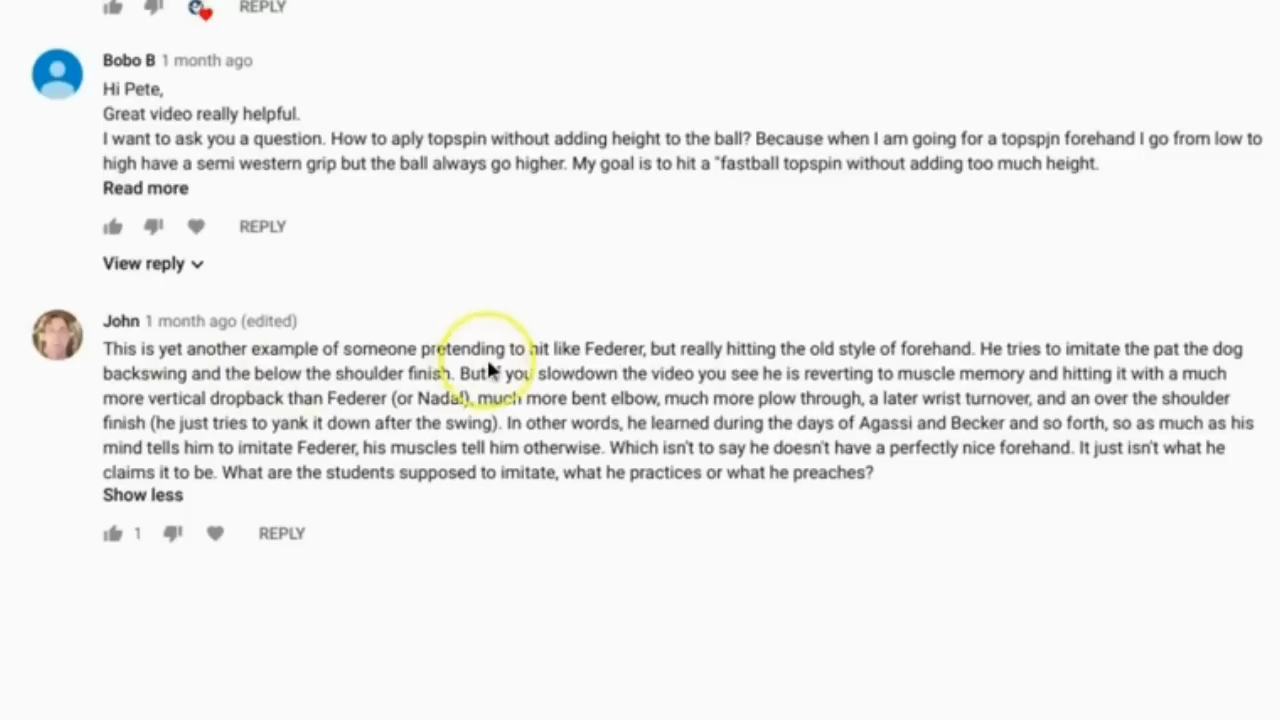 REPLY
Bobo B 1 month ago
Hi Pete,
Great video really helpful.
I want to ask you a question. How to aply topspin without adding height to the ball? Because when I am going for a topspjn forehand I go from low to
high have a semi western grip but the ball always go higher. My goal is to hit a "fastball topspin without adding too much height.
Read more
REPLY
View reply
John 1 month ago (edited)
This is yet another example of someone pretending to hit like Federer, but really hitting the old style of forehand. He tries to imitate the pat the dog
backswing and the below the shoulder finish. But if you slowdown the video you see he is reverting to muscle memory and hitting it with a much
more vertical dropback than Federer (or Nadal), much more bent elbow, much more plow through, a later wrist turnover, and an over the shoulder
finish (he just tries to yank it down after the swing). In other words, he learned during the days of Agassi and Becker and so forth, so as much as his
mind tells him to imitate Federer, his muscles tell him otherwise. Which isn't to say he doesn't have a perfectly nice forehand. It just isn't what he
claims it to be. What are the students supposed to imitate, what he practices or what he preaches?
Show less
1 REPLY